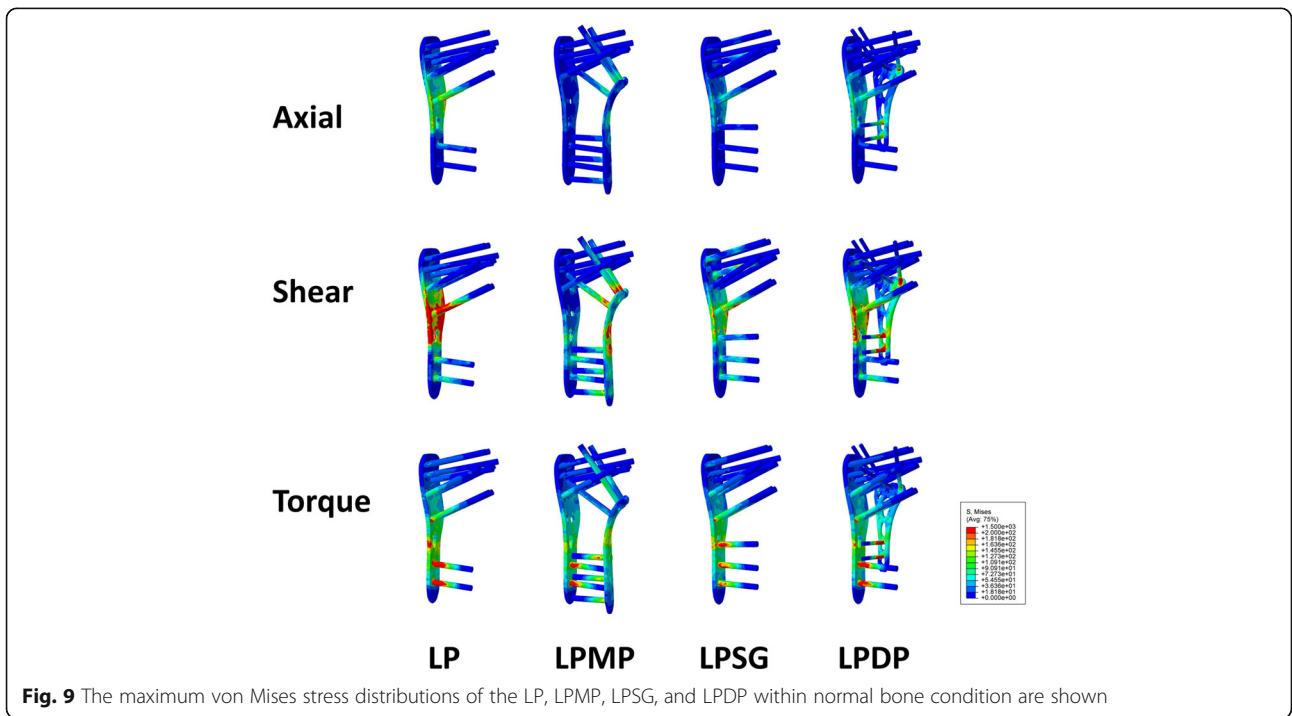 Axial
Shear
Torque
S, Mises
(Avg: 75%)
+1.500e+03
+2.000e+02
+1.818e+02
+1.636e+02
+1.455e+02
+1.273e+02
+1.091e+02
+9.091e+01
+7.273e+01
+5.455e+01
+3.636e+01
+1.818e+01
+0.000e+00
LP LPMP LPSG LPDP
Fig. 9 The maximum von Mises stress distributions of the LP, LPMP, LPSG, and LPDP within normal bone condition are shown